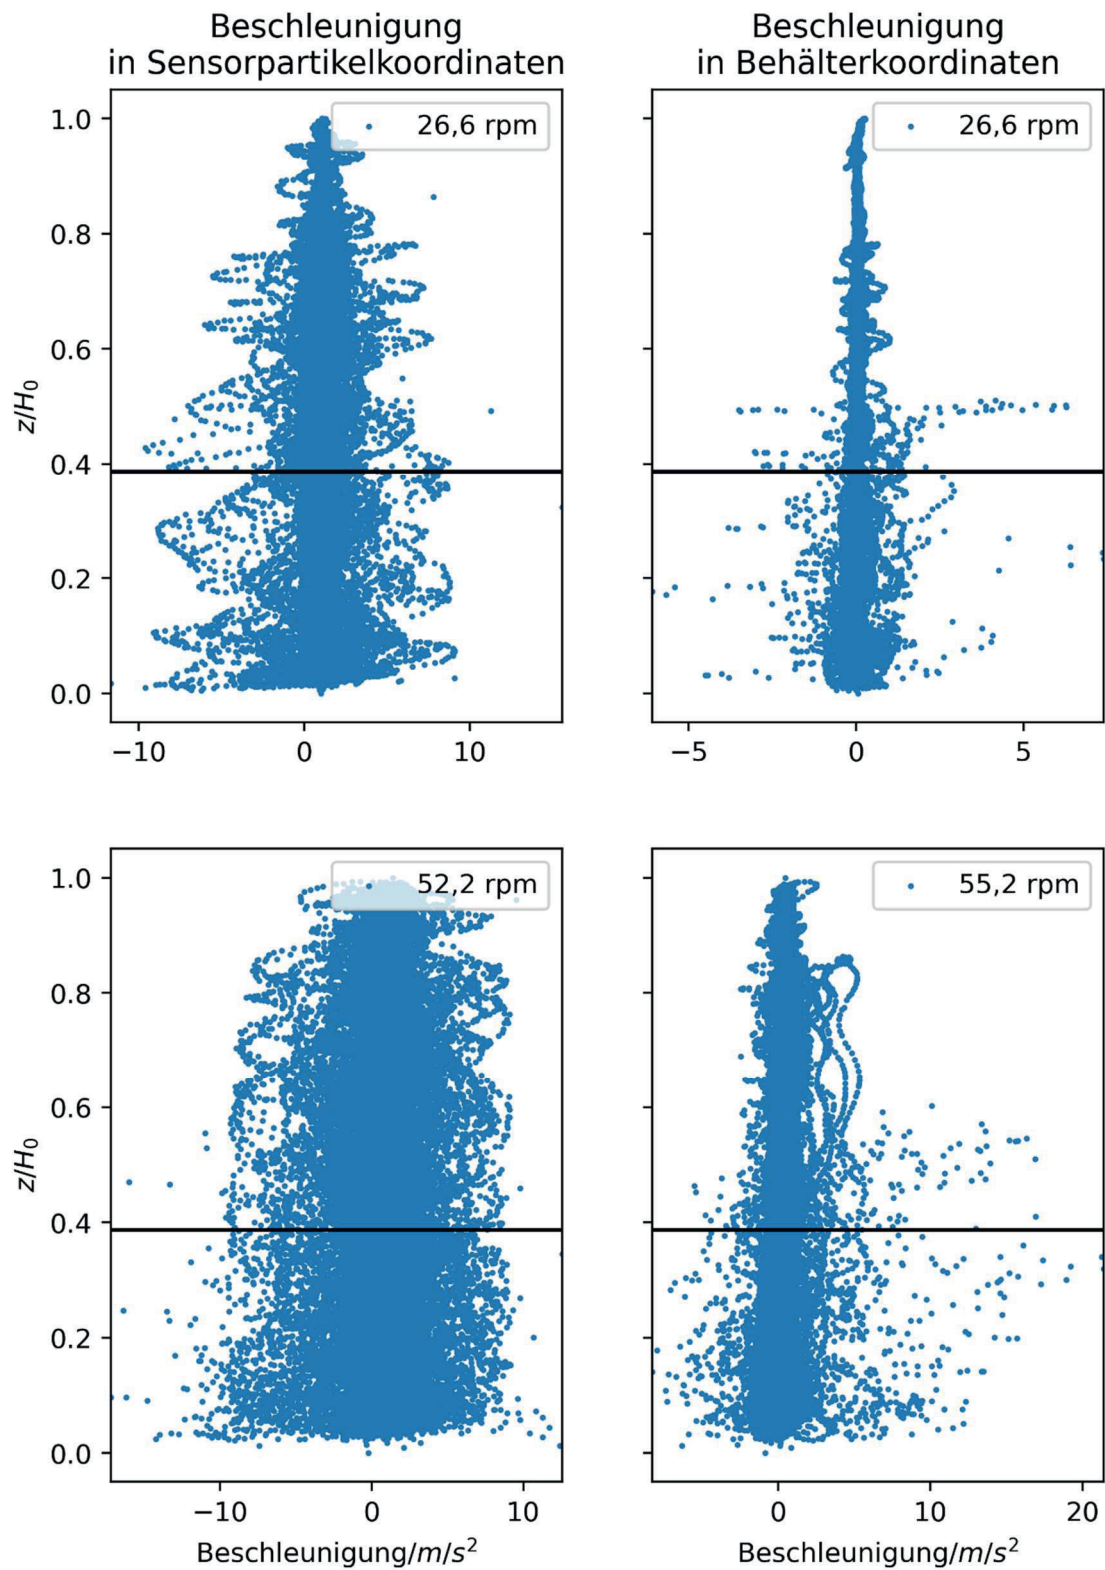 Beschleunigung
in Sensorpartikelkoordinaten
Beschleunigung
in Behälterkoordinaten
26,6 rpm
26,6 rpm
1.0
0.8
0.6
0.4
0.2
0.0
z/H₀
−10 0 10
−5 0 5
52,2 rpm
55,2 rpm
1.0
0.8
0.6
0.4
0.2
0.0
z/H₀
−10 0 10
−0 10 20
Beschleunigung/m/s²
Beschleunigung/m/s²